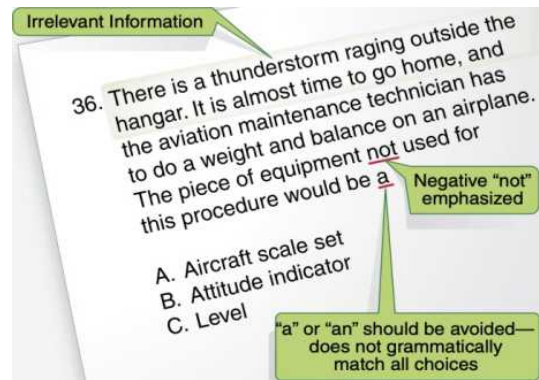 Irrelevant Information
36. There is a thunderstorm raging outside the
hangar. It is almost time to go home, and
the aviation maintenance technician has
to do a weight and balance on an airplane.
The piece of equipment not used for
this procedure would be a
Negative “not”
emphasized
A. Aircraft scale set
B. Attitude indicator
C. Level
“a” or “an” should be avoided—
does not grammatically
match all choices